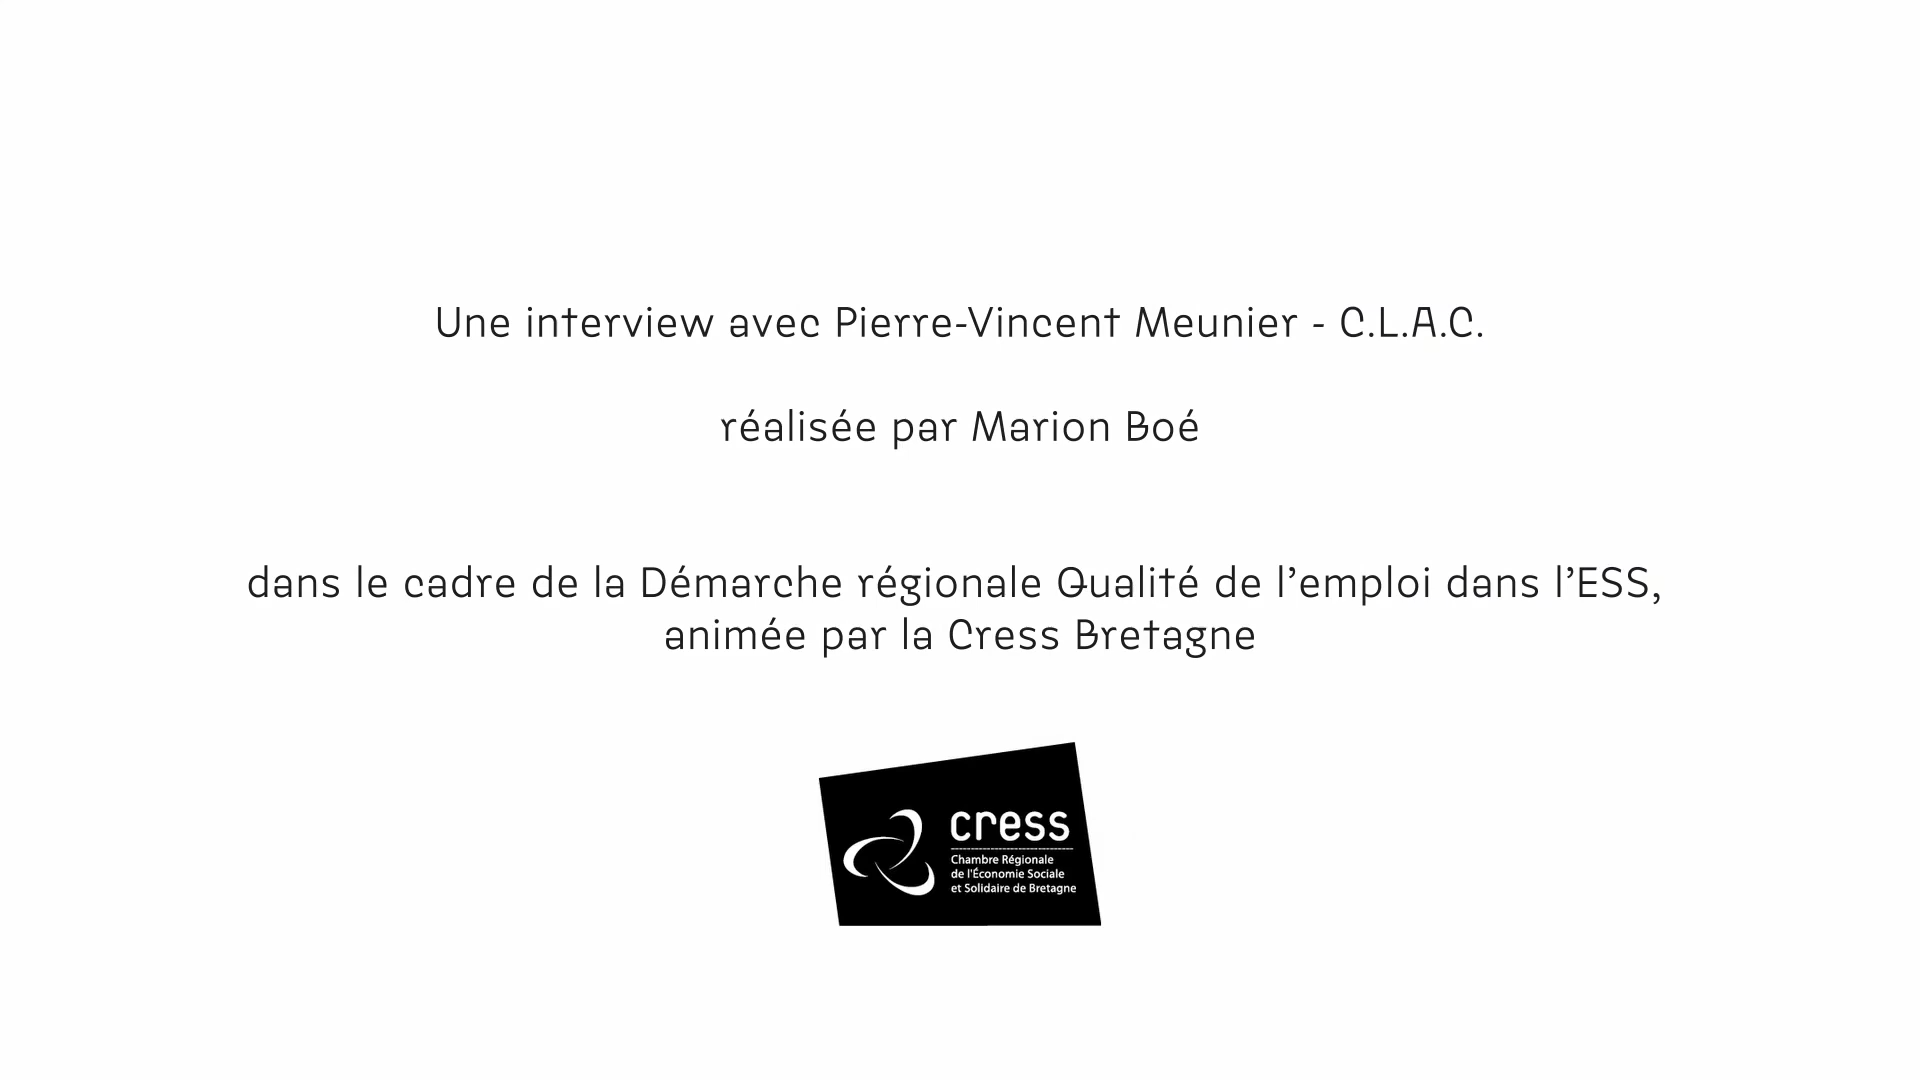 Une interview avec Pierre-Vincent Meunier - C.L.A.C.
réalisée par Marion Boé
dans le cadre de la Démarche régionale Qualité de l’emploi dans l’ESS,
animée par la Cress Bretagne
cress
Chambre Régionale
de l'Économie Sociale
et Solidaire de Bretagne